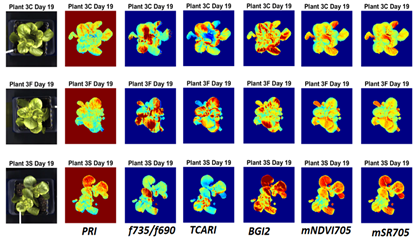 Plant 3C Day 19 Plant 3C Day 19 Plant 3C Day 19 Plant 3C Day 19 Plant 3C Day 19 Plant 3C Day 19 Plant 3C Day 19
Plant 3F Day 19 Plant 3F Day 19 Plant 3F Day 19 Plant 3F Day 19 Plant 3F Day 19 Plant 3F Day 19 Plant 3F Day 19
Plant 3S Day 19 Plant 3S Day 19 Plant 3S Day 19 Plant 3S Day 19 Plant 3S Day 19 Plant 3S Day 19 Plant 3S Day 19
PRI f735/f690 TCARI BGI2 mNDVI705 mSR705